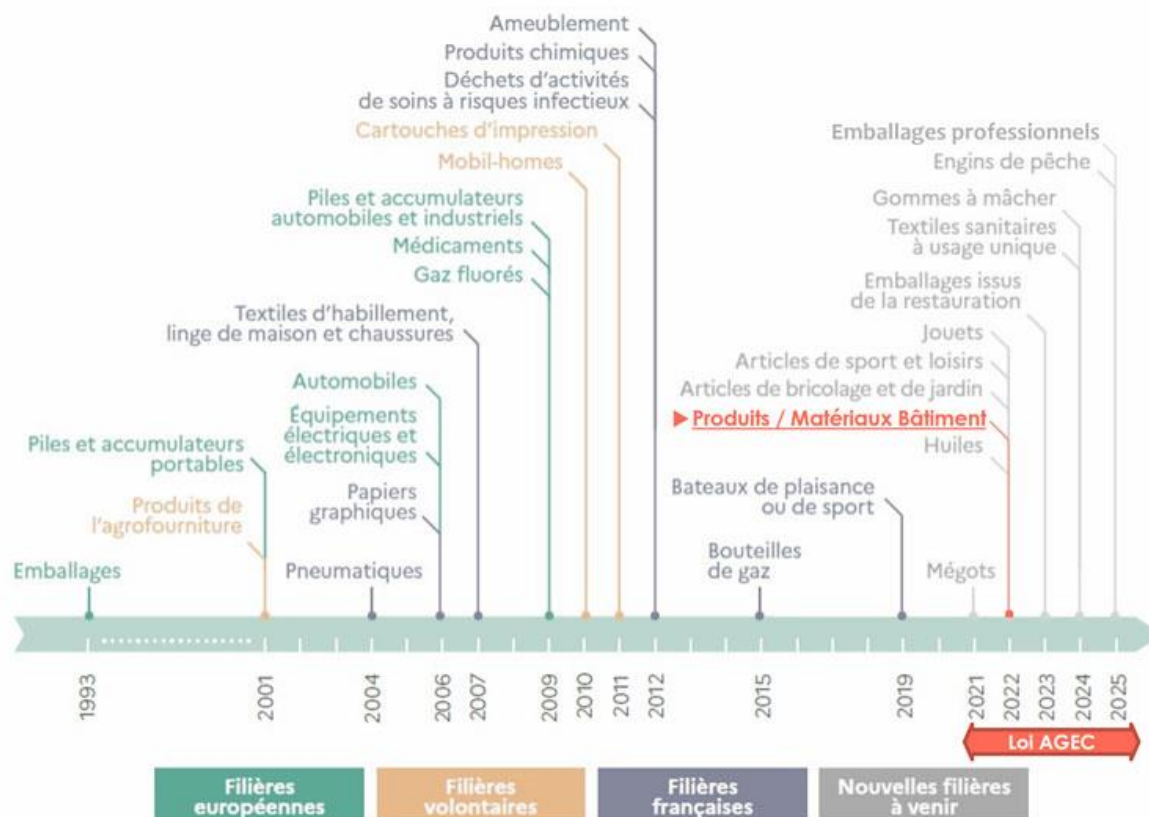 Ameublement
Produits chimiques
Déchets d'activités
de soins à risques infectieux
Cartouches d'impression
Mobil-homes
Piles et accumulateurs
automobiles et industriels
Médicaments
Gaz fluorés
Textiles d'habillement,
linge de maison et chaussures
Automobiles
Équipements
électriques et
électroniques
Papiers
graphiques
Piles et accumulateurs
portables
Produits de
l'agrofourniture
Emballages
Pneumatiques
Bouteilles
de gaz
Bateaux de plaisance
ou de sport
Emballages professionnels
Engins de pêche
Gommes à mâcher
Textiles sanitaires
à usage unique
Emballages issus
de la restauration
Jouets
Articles de sport et loisirs
Articles de bricolage et de jardin
▶ Produits / Matériaux Bâtiment
Huiles
Mégots
1993
2001
2004
2006
2007
2009
2010
2011
2012
2015
2019
2021
2022
2023
2024
2025
Loi AGEC
Filières
européennes
Filières
volontaires
Filières
françaises
Nouvelles filières
à venir